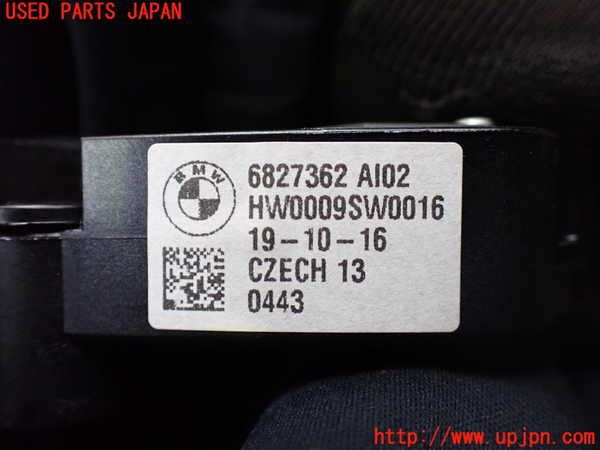 USED PARTS JAPAN
BMW
6827362 AI02
HW0009SW0016
19-10-16
CZECH 13
0443
http://www.upjpn.com/